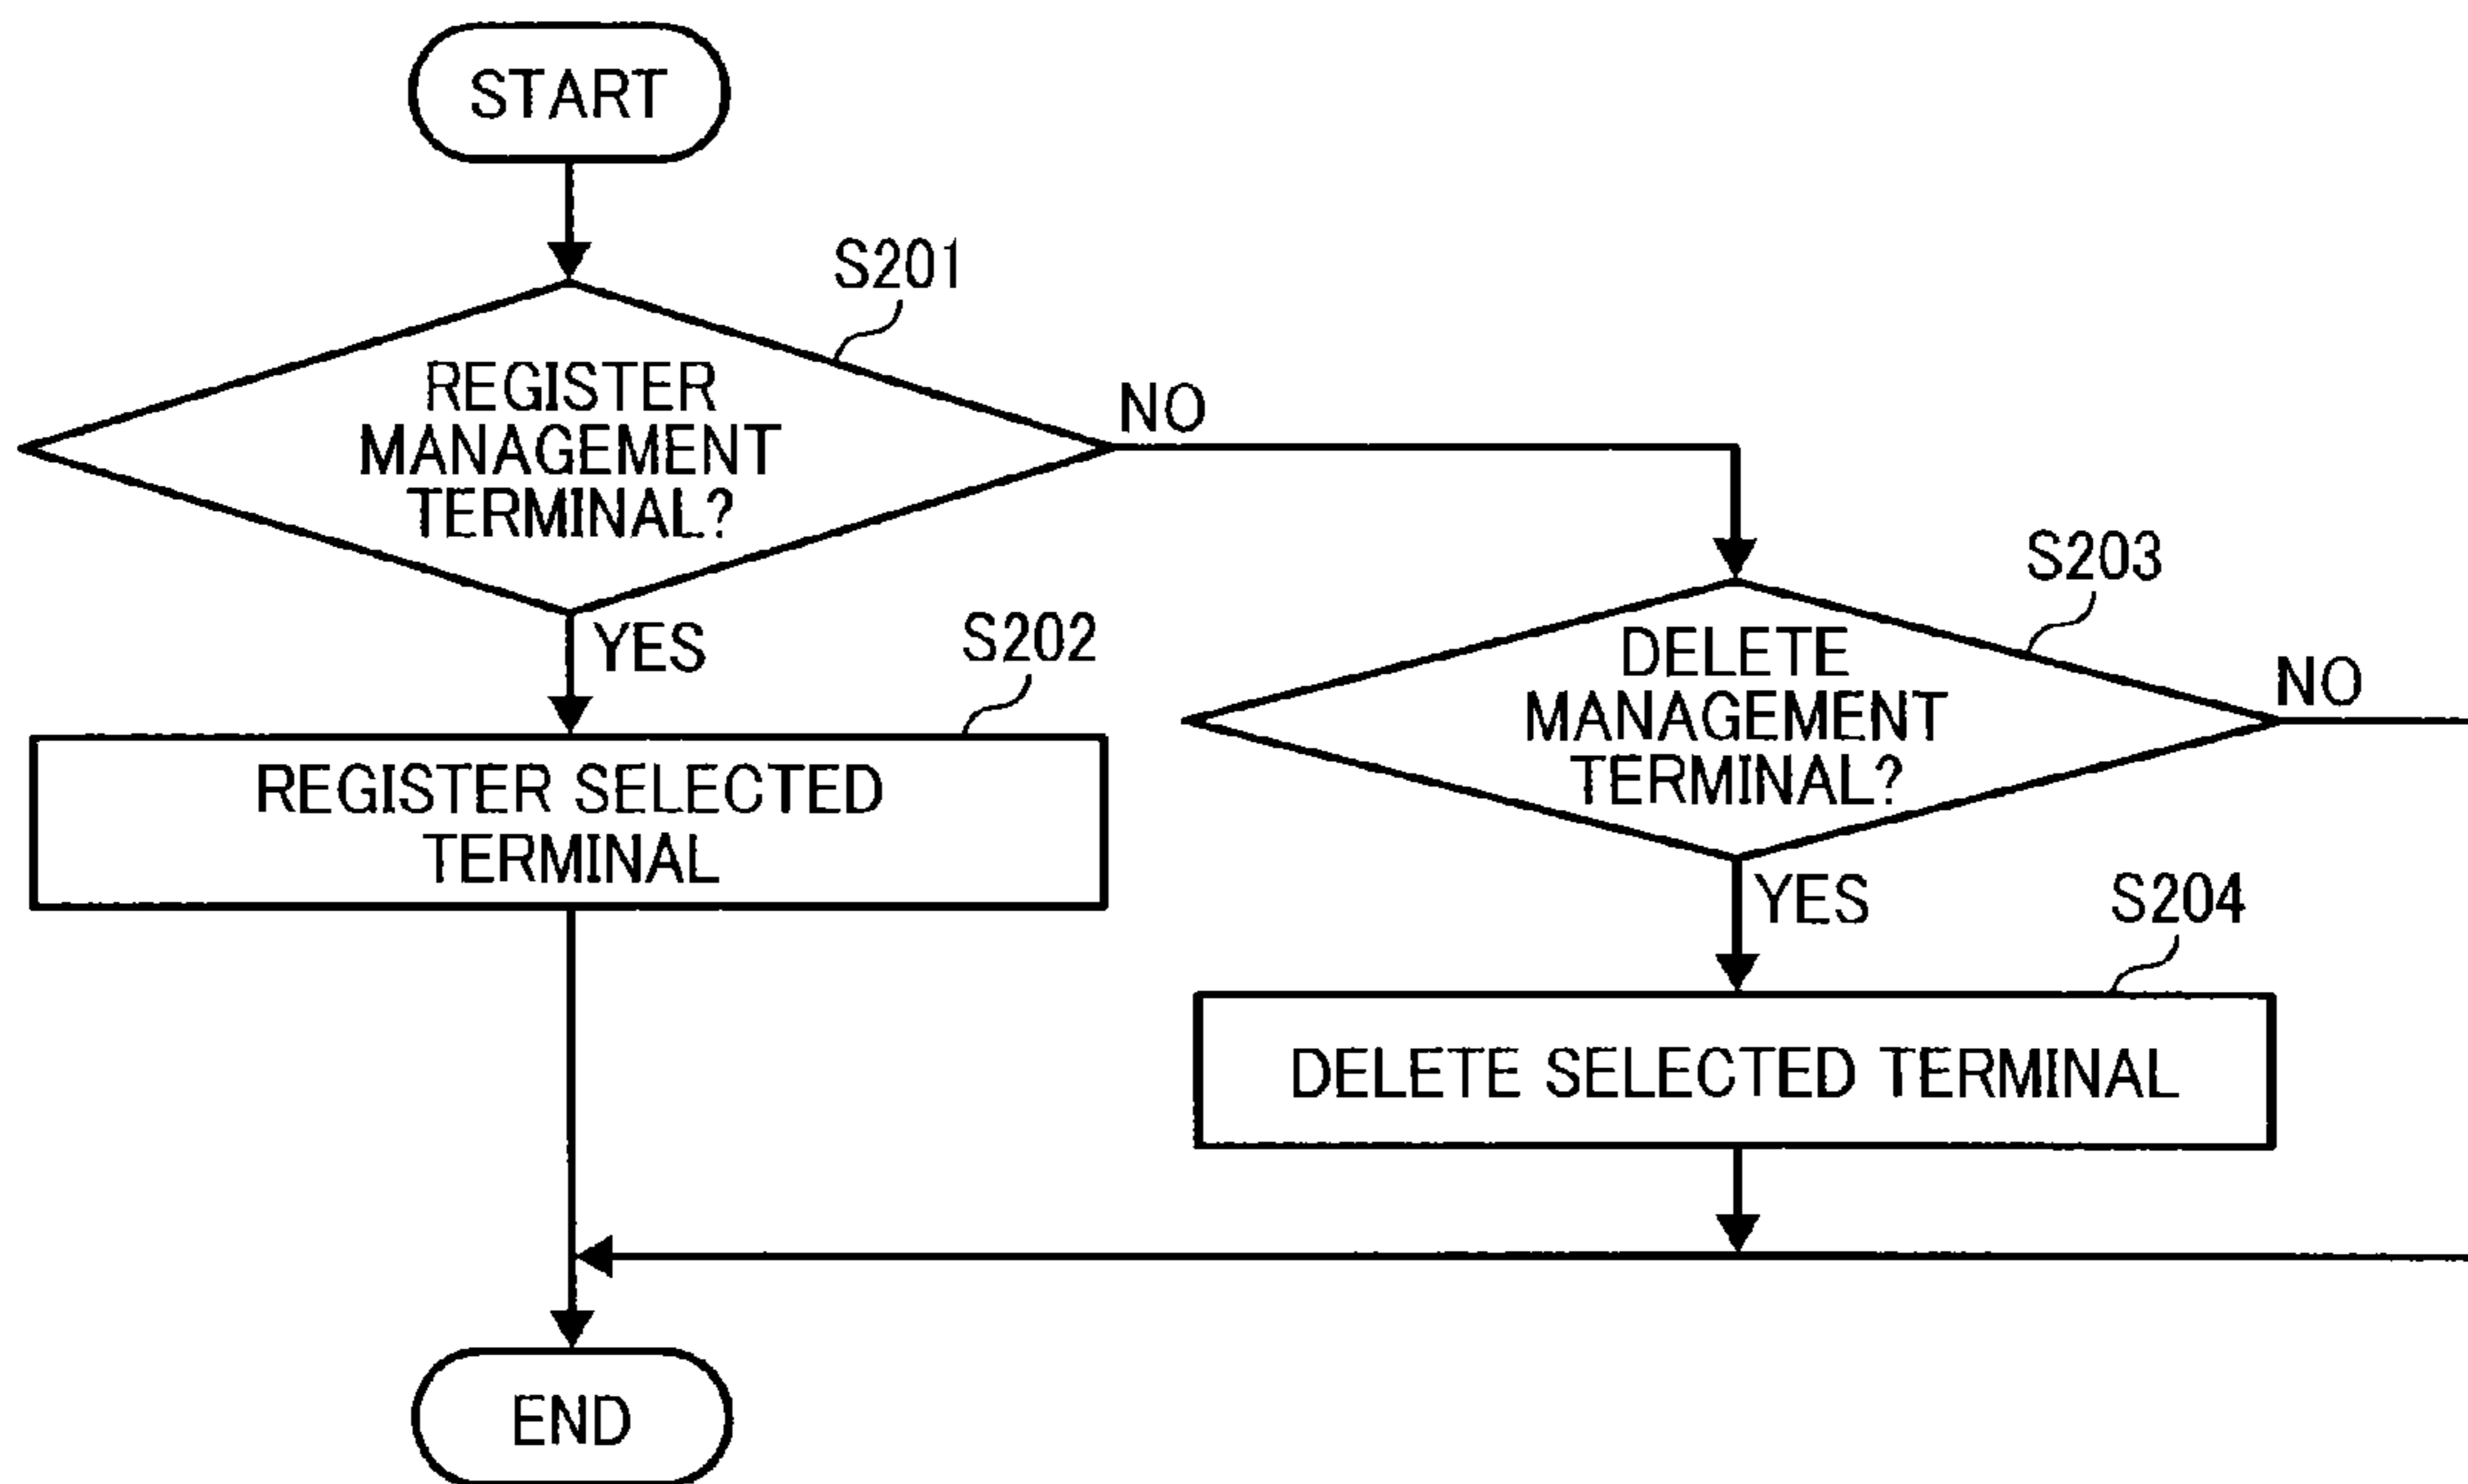 START
S201
REGISTER
MANAGEMENT
TERMINAL?
NO
YES
S202
REGISTER SELECTED
TERMINAL
S203
DELETE
MANAGEMENT
TERMINAL?
NO
YES
S204
DELETE SELECTED TERMINAL
END